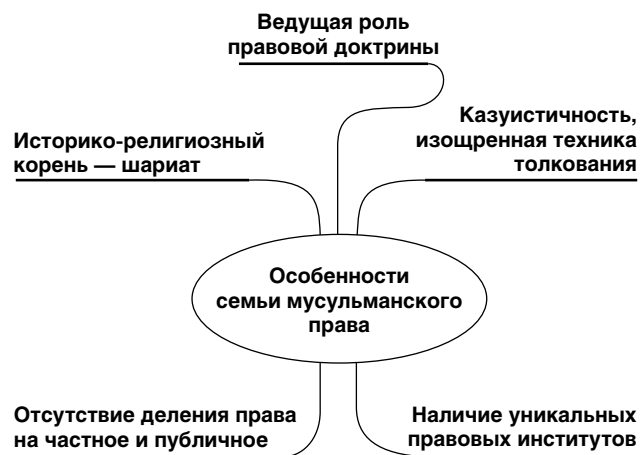 Ведущая роль
правовой доктрины
Историко-религиозный
корень — шариат
Казуистичность,
изощренная техника
толкования
Особенности
семьи мусульманского
права
Отсутствие деления права
на частное и публичное
Наличие уникальных
правовых институтов